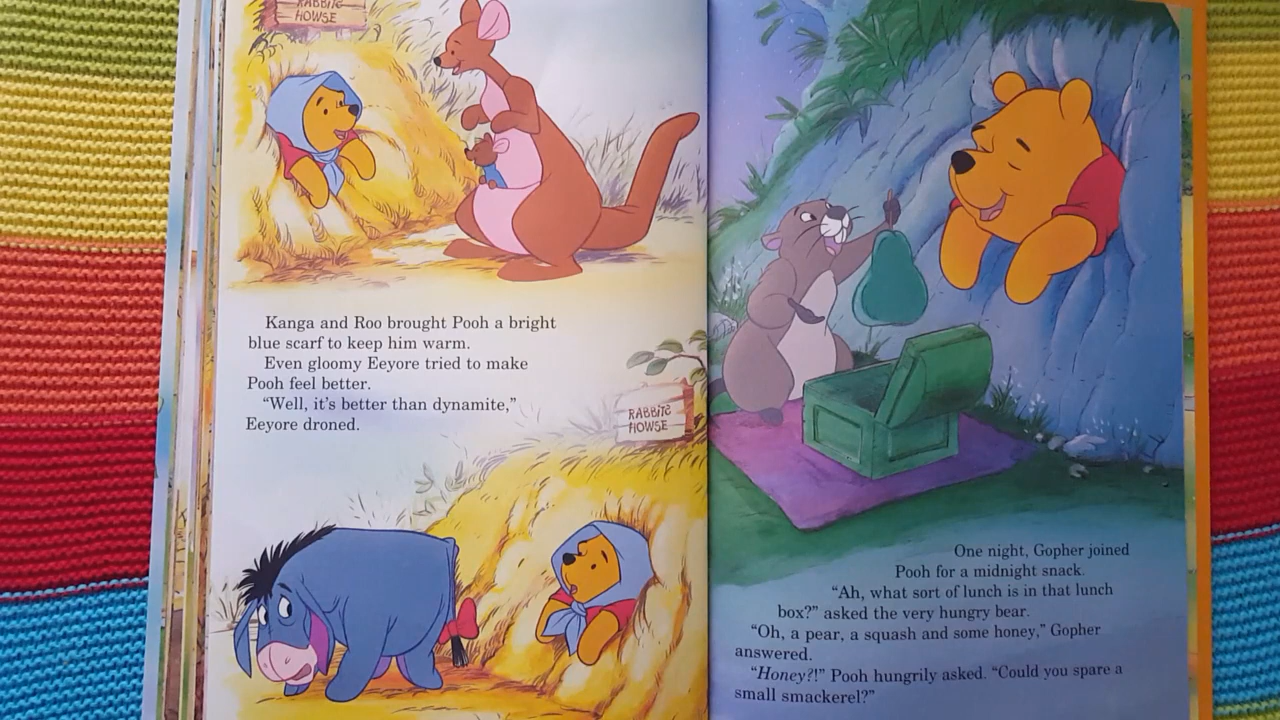 RABBITS
HOWSE
Kanga and Roo brought Pooh a bright
blue scarf to keep him warm.
Even gloomy Eeyore tried to make
Pooh feel better.
“Well, it’s better than dynamite,”
Eeyore droned.
RABBITS
HOWSE
One night, Gopher joined
Pooh for a midnight snack.
“Ah, what sort of lunch is in that lunch
box?” asked the very hungry bear.
“Oh, a pear, a squash and some honey,” Gopher
answered.
“Honey?!” Pooh hungrily asked. “Could you spare a
small smackerel?”